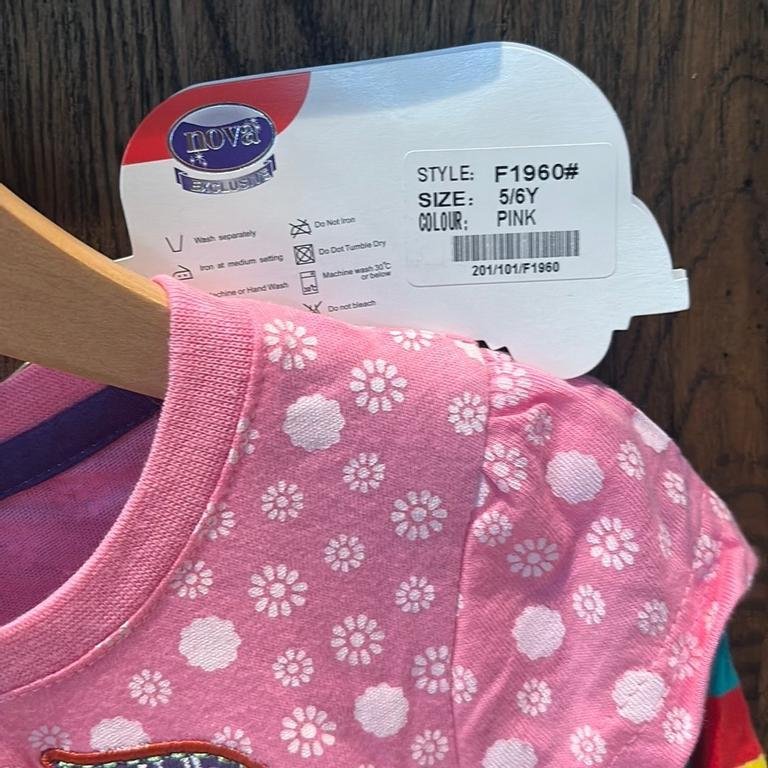 nova
EXCLUSIVE
STYLE: F1960#
SIZE: 5/6Y
COLOUR: PINK
201/101/F1960
Wash separately
Iron at medium setting
Machine or Hand Wash
Do Not Iron
Do Dot Tumble Dry
Machine wash 30°C
or below
Do not bleach